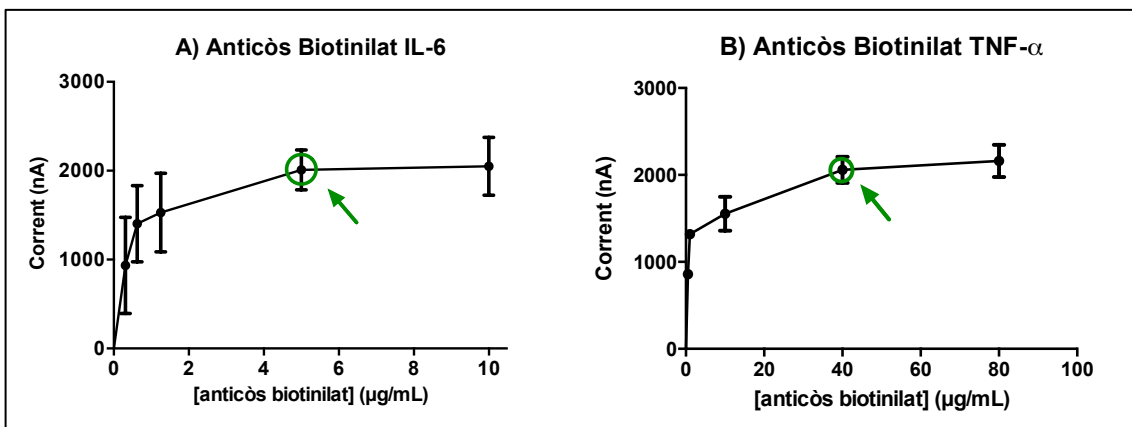 A) Anticòs Biotinilat IL-6
3000
2000
1000
0
Corrent (nA)
0 2 4 6 8 10
[anticòs biotinilat] (µg/mL)
B) Anticòs Biotinilat TNF-α
3000
2000
1000
0
Corrent (nA)
0 20 40 60 80 100
[anticòs biotinilat] (µg/mL)